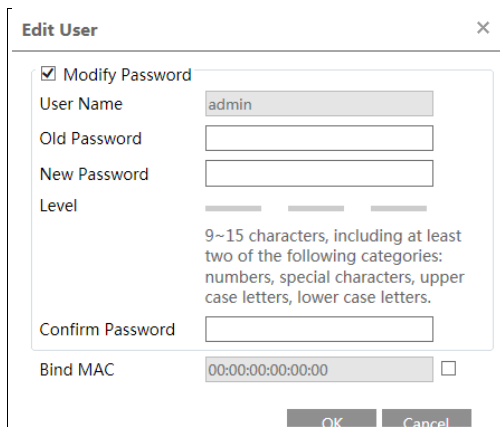 Edit User ×
Modify Password
User Name admin
Old Password
New Password
Level
9~15 characters, including at least
two of the following categories:
numbers, special characters, upper
case letters, lower case letters.
Confirm Password
Bind MAC 00:00:00:00:00:00
OK Cancel